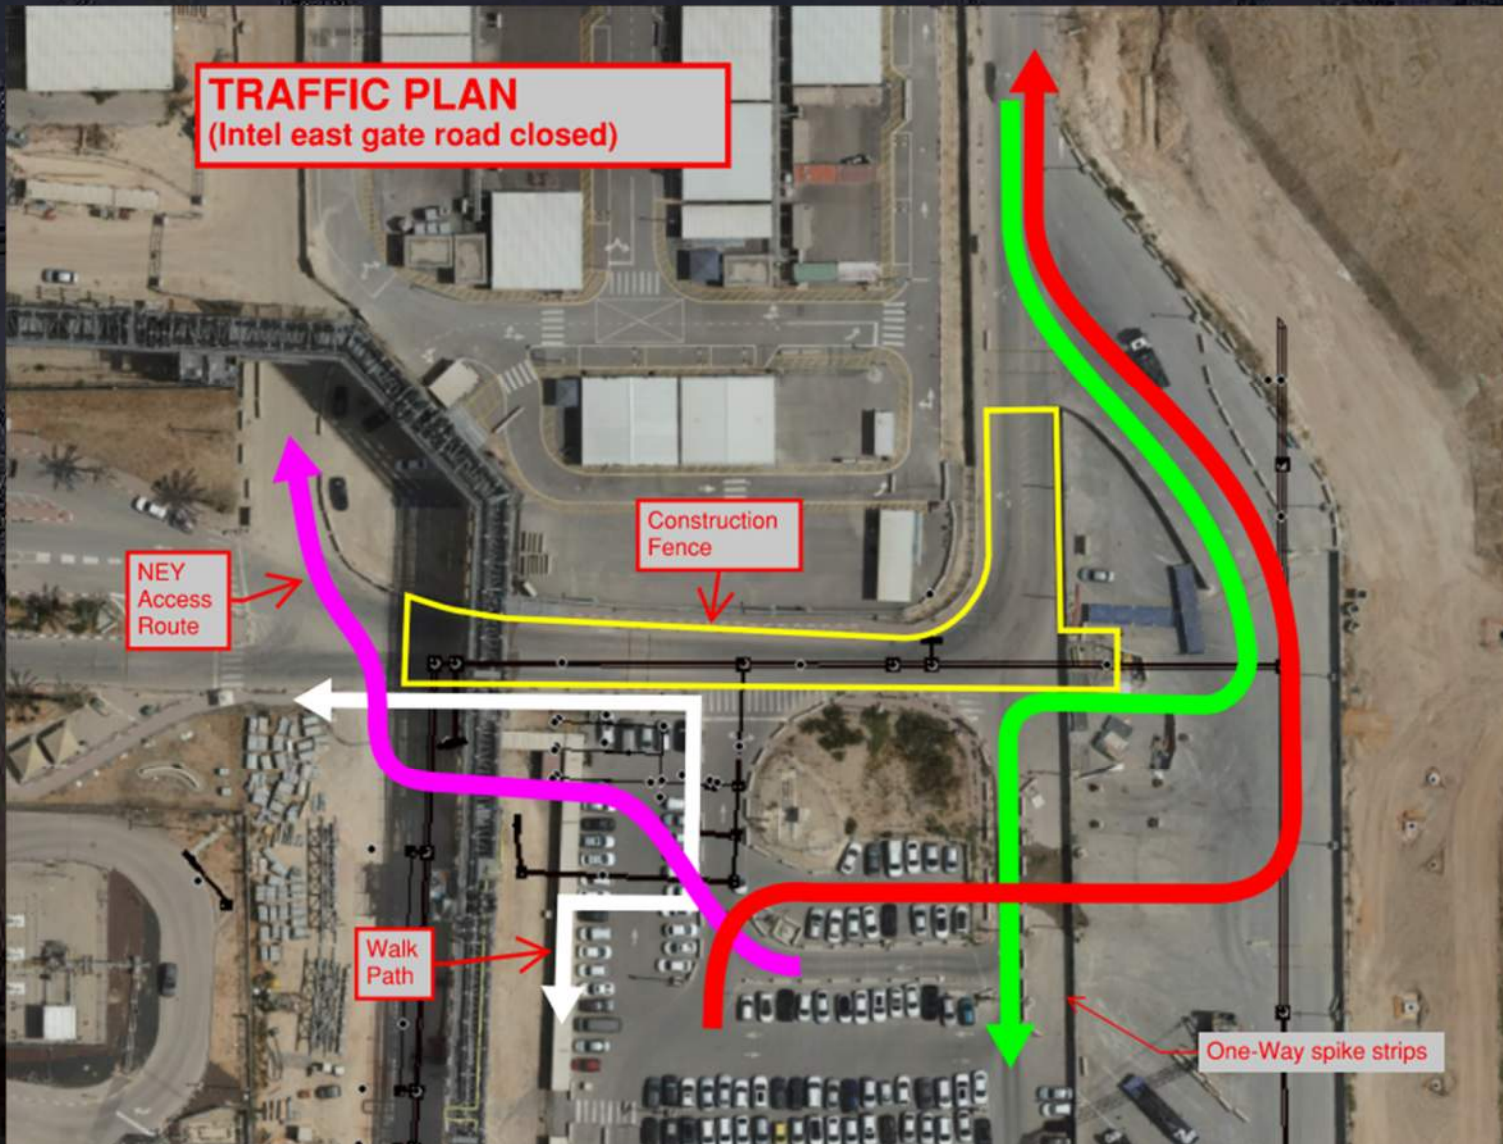 TRAFFIC PLAN
(Intel east gate road closed)
Construction
Fence
NEY
Access
Route
Walk
Path
One-Way spike strips